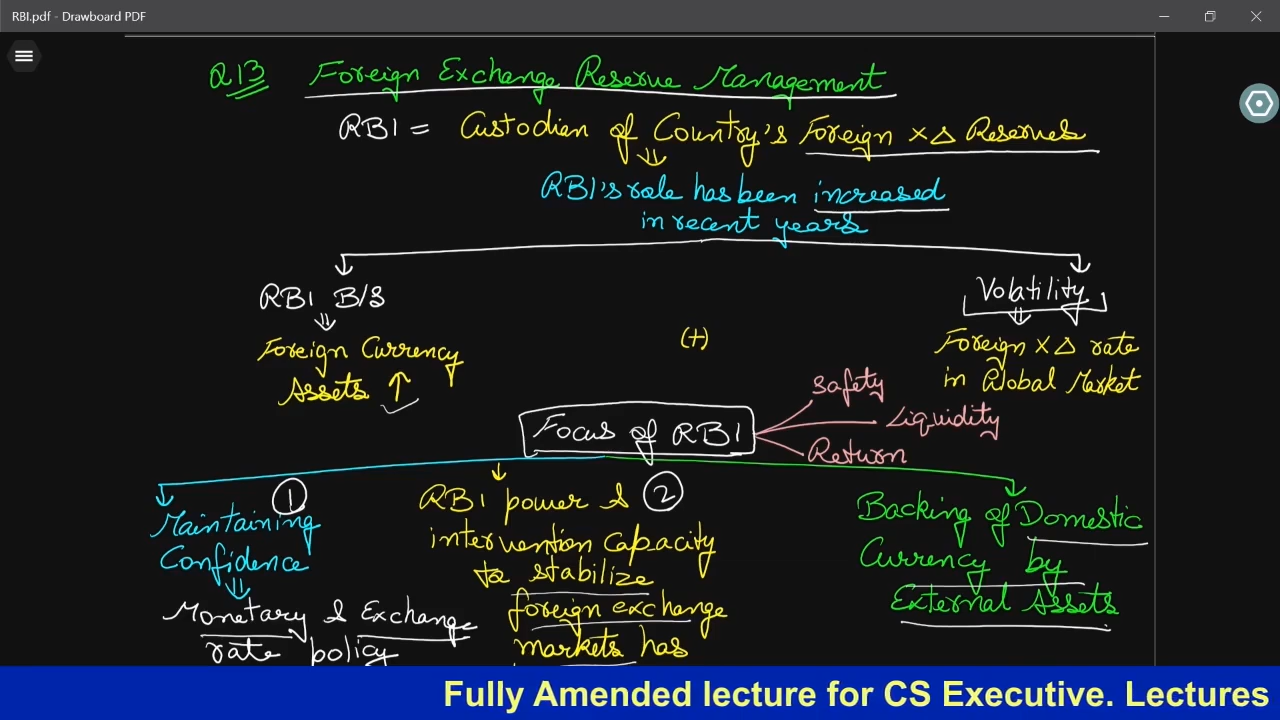 RBI.pdf - Drawboard PDF
Q13 Foreign Exchange Reserve Management
RBI = Custodian of Country's Foreign x∆ Reserves
RBI's role has been increased
in recent years
RBI B/S
Foreign Currency
Assets ↑
Volatility
Foreign x∆ rate
in Global Market
(+)
Focus of RBI
Safety
Liquidity
Return
①
Maintaining
Confidence
Monetary & Exchange
rate policy
RBI power & ②
intervention capacity
to stabilize
foreign exchange
markets has
Backing of Domestic
Currency by
External Assets
Fully Amended lecture for CS Executive. Lectures